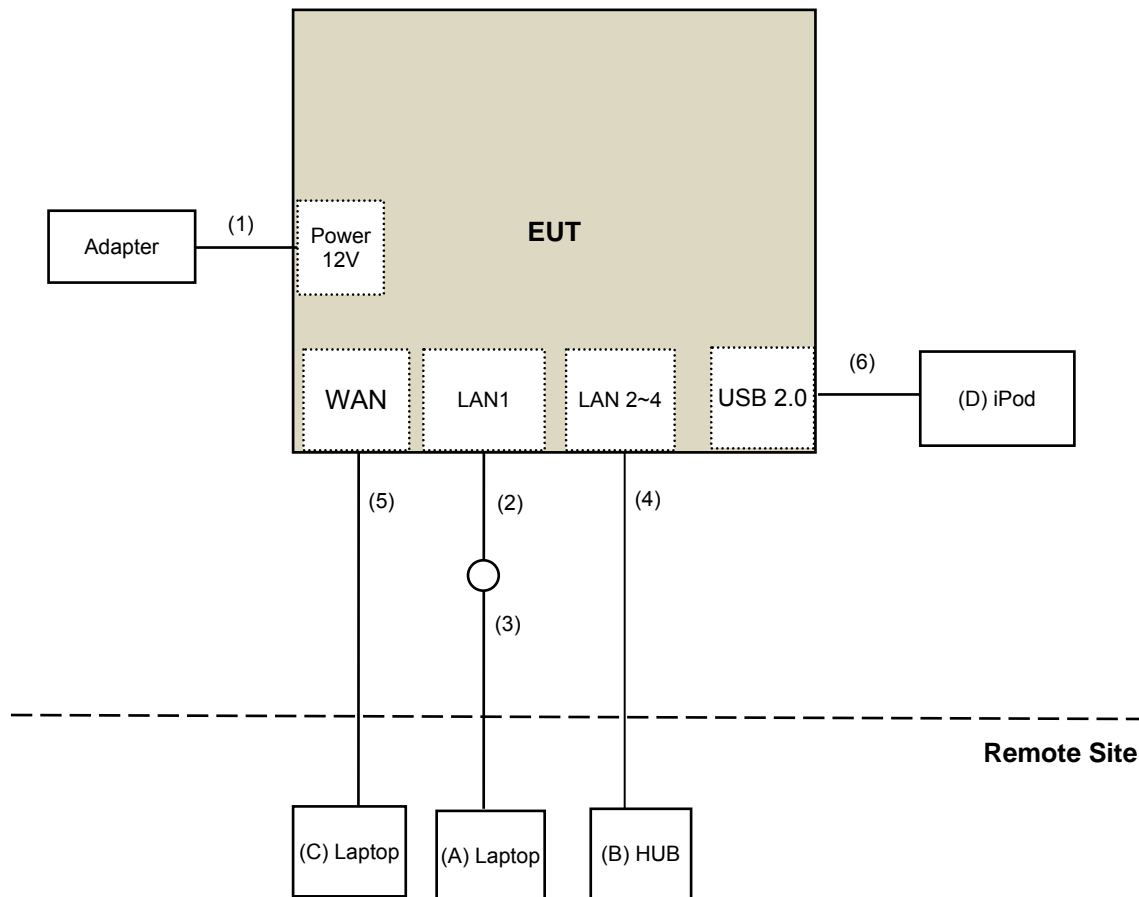 EUT
(1)
Adapter
Power
12V
WAN
LAN1
LAN 2~4
USB 2.0
(6)
(D) iPod
(5)
(2)
(4)
(3)
Remote Site
(C) Laptop
(A) Laptop
(B) HUB